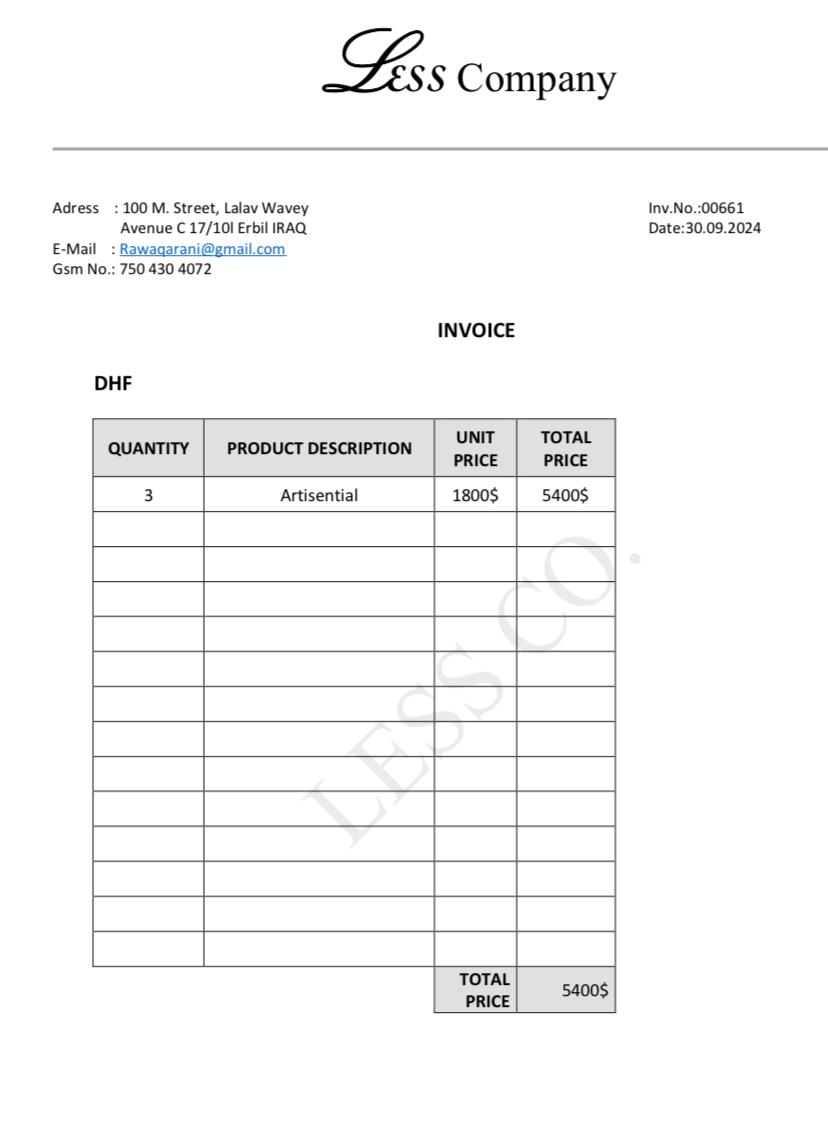 Less Company
Adress : 100 M. Street, Lalav Wavey
Avenue C 17/10l Erbil IRAQ
E-Mail : Rawaqarani@gmail.com
Gsm No.: 750 430 4072
Inv.No.:00661
Date:30.09.2024
INVOICE
DHF
QUANTITY PRODUCT DESCRIPTION UNIT PRICE TOTAL PRICE
3 Artisential 1800$ 5400$
TOTAL PRICE 5400$
LESS CO.